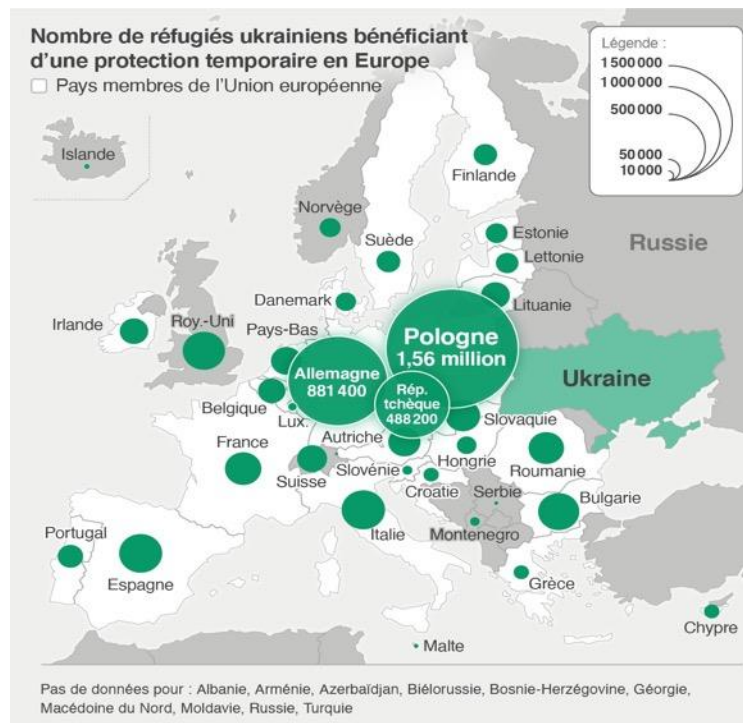 Nombre de réfugiés ukrainiens bénéficiant
d'une protection temporaire en Europe
Pays membres de l'Union européenne
Légende :
1 500 000
1 000 000
500 000
50 000
10 000
Islande
Finlande
Norvège
Suède
Estonie
Lettonie
Russie
Danemark
Lituanie
Irlande
Roy.-Uni
Pays-Bas
Pologne
1,56 million
Allemagne
881 400
Ukraine
Rép.
tchèque
488 200
Belgique
Lux.
Slovaquie
Autriche
France
Hongrie
Roumanie
Suisse
Slovénie
Croatie
Serbie
Bulgarie
Portugal
Italie
Montenegro
Espagne
Grèce
Chypre
Malte
Pas de données pour : Albanie, Arménie, Azerbaïdjan, Biélorussie, Bosnie-Herzégovine, Géorgie,
Macédoine du Nord, Moldavie, Russie, Turquie